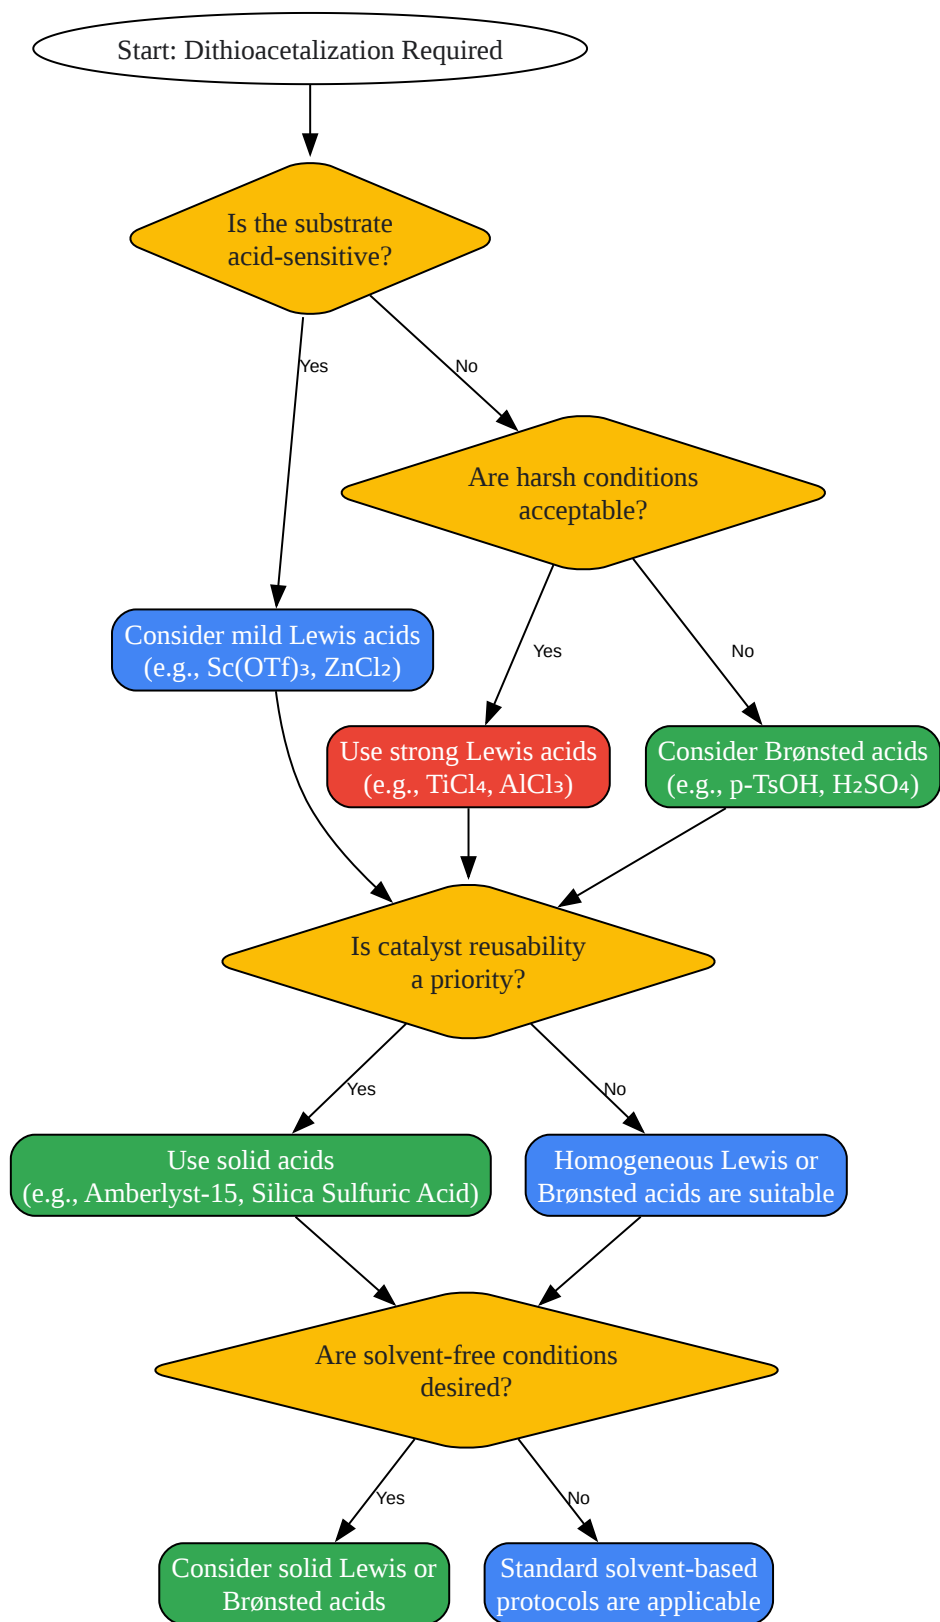 Start: Dithioacetalization Required
Is the substrate
acid-sensitive?
Yes
No
Are harsh conditions
acceptable?
Consider mild Lewis acids
(e.g., Sc(OTf)₃, ZnCl₂)
Yes
No
Use strong Lewis acids
(e.g., TiCl₄, AlCl₃)
Consider Brønsted acids
(e.g., p-TsOH, H₂SO₄)
Is catalyst reusability
a priority?
Yes
No
Use solid acids
(e.g., Amberlyst-15, Silica Sulfuric Acid)
Homogeneous Lewis or
Brønsted acids are suitable
Are solvent-free conditions
desired?
Yes
No
Consider solid Lewis or
Brønsted acids
Standard solvent-based
protocols are applicable